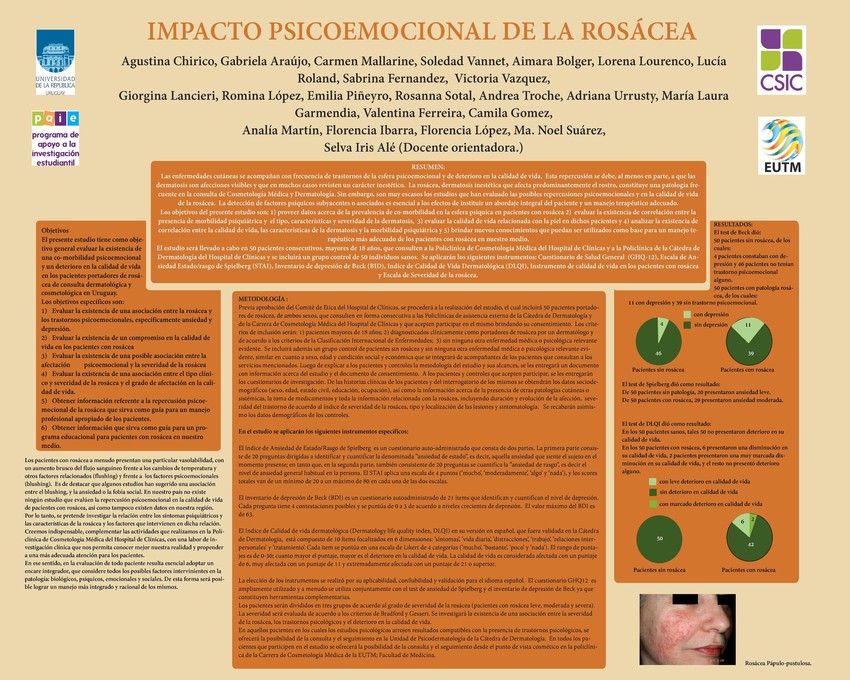 IMPACTO PSICOEMOCIONAL DE LA ROSÁCEA
UNIVERSIDAD
DE LA REPÚBLICA
URUGUAY
paie
programa de
apoyo a la
investigación
estudiantil
CSIC
EUTM
Agustina Chirico, Gabriela Araújo, Carmen Mallarine, Soledad Vannet, Aimara Bolger, Lorena Lourenco, Lucía
Roland, Sabrina Fernandez, Victoria Vazquez,
Giorgina Lancieri, Romina López, Emilia Piñeyro, Rosanna Sotal, Andrea Troche, Adriana Urrusty, María Laura
Garmendia, Valentina Ferreira, Camila Gomez,
Analía Martín, Florencia Ibarra, Florencia López, Ma. Noel Suárez,
Selva Iris Alé (Docente orientadora.)
RESUMEN:
Las enfermedades cutáneas se acompañan con frecuencia de trastornos de la esfera psicoemocional y de deterioro en la calidad de vida. Esta repercusión se debe, al menos en parte, a que las
dermatosis son afecciones visibles y que en muchos casos revisten un carácter inestético. La rosácea, dermatosis inestética que afecta predominantemente el rostro, constituye una patología fre-
cuente en la consulta de Cosmetología Médica y Dermatología. Sin embargo, son muy escasos los estudios que han evaluado las posibles repercusiones psicoemocionales y en la calidad de vida
de la rosácea. La detección de factores psíquicos subyacentes o asociados es esencial a los efectos de instituir un abordaje integral del paciente y un manejo terapéutico adecuado.
Los objetivos del presente estudio son: 1) proveer datos acerca de la prevalencia de co-morbilidad en la esfera psíquica en pacientes con rosácea 2) evaluar la existencia de correlación entre la
presencia de morbilidad psiquiátrica y el tipo, características y severidad de la dermatosis, 3) evaluar la calidad de vida relacionada con la piel en dichos pacientes y 4) analizar la existencia de
correlación entre la calidad de vida, las características de la dermatosis y la morbilidad psiquiátrica y 5) brindar nuevos conocimientos que puedan ser utilizados como base para un manejo te-
rapéutico más adecuado de los pacientes con rosácea en nuestro medio.
El estudio será llevado a cabo en 50 pacientes consecutivos, mayores de 18 años, que consulten a la Policlínica de Cosmetología Médica del Hospital de Clínicas y a la Policlínica de la Cátedra de
Dermatología del Hospital de Clínicas y se incluirá un grupo control de 50 individuos sanos. Se aplicarán los siguientes instrumentos: Cuestionario de Salud General (GHQ-12), Escala de An-
siedad Estado/rasgo de Spielberg (STAI), Inventario de depresión de Beck (BID), Indice de Calidad de Vida Dermatológica (DLQI), Instrumento de calidad de vida en los pacientes con rosácea
y Escala de Severidad de la rosácea.
Objetivos
El presente estudio tiene como obje-
tivo general evaluar la existencia de
una co-morbilidad psicoemocional
y un deterioro en la calidad de vida
en los pacientes portadores de rosá-
cea de consulta dermatológica y
cosmetológica en Uruguay.
Los objetivos específicos son:
1) Evaluar la existencia de una asociación entre la rosácea y
los trastornos psicoemocionales, específicamente ansiedad y
depresión.
2) Evaluar la existencia de un compromiso en la calidad de
vida en los pacientes con rosácea
3) Evaluar la existencia de una posible asociación entre la
afectación psicoemocional y la severidad de la rosácea
4) Evaluar la existencia de una asociación entre el tipo clíni-
co y severidad de la rosácea y el grado de afectación en la cali-
dad de vida.
5) Obtener información referente a la repercusión psicoe-
mocional de la rosácea que sirva como guía para un manejo
profesional apropiado de los pacientes.
6) Obtener información que sirva como guía para un pro-
grama educacional para pacientes con rosácea en nuestro
medio.
Los pacientes con rosácea a menudo presentan una particular vasolabilidad, con
un aumento brusco del flujo sanguíneo frente a los cambios de temperatura y
otros factores relacionados (flushing) y frente a los factores psicoemocionales
(blushing). Es de destacar que algunos estudios han sugerido una asociación
entre el blushing, y la ansiedad o la fobia social. En nuestro país no existe
ningún estudio que evalúen la repercusión psicoemocional en la calidad de vida
de pacientes con rosácea, así como tampoco existen datos en nuestra región.
Por lo tanto, se pretende investigar la relación entre los síntomas psiquiátricos y
las características de la rosácea y los factores que intervienen en dicha relación.
Creemos indispensable, complementar las actividades que realizamos en la Poli-
clínica de Cosmetología Médica del Hospital de Clínicas, con una labor de in-
vestigación clínica que nos permita conocer mejor nuestra realidad y propender
a una más adecuada atención para los pacientes.
En ese sentido, en la evaluación de todo paciente resulta esencial adoptar un
encare integrador, que considere todos los posibles factores intervinientes en la
patología: biológicos, psíquicos, emocionales y sociales. De esta forma será posi-
ble lograr un manejo más integrado y racional de los mismos.
METODOLOGÍA :
Previa aprobación del Comité de Etica del Hospital de Clínicas, se procederá a la realización del estudio, el cual incluirá 50 pacientes portado-
res de rosácea, de ambos sexos, que consulten en forma consecutiva a las Policlínicas de asistencia externa de la Cátedra de Dermatología y
de la Carrera de Cosmetología Médica del Hospital de Clínicas y que acepten participar en el mismo brindando su consentimiento. Los crite-
rios de inclusión serán: 1) pacientes mayores de 18 años; 2) diagnosticados clínicamente como portadores de rosácea por un dermatólogo y
de acuerdo a los criterios de la Clasificación Internacional de Enfermedades; 3) sin ninguna otra enfermedad médica o psicológica relevante
evidente. Se incluirá además un grupo control de pacientes sin rosácea y sin ninguna otra enfermedad médica o psicológica relevante evi-
dente, similar en cuanto a sexo, edad y condición social y económica que se integrará de acompañantes de los pacientes que consultan a los
servicios mencionados. Luego de explicar a los pacientes y controles la metodología del estudio y sus alcances, se les entregará un documento
con información acerca del estudio y el documento de consentimiento. A los pacientes y controles que acepten participar, se les entregarán
los cuestionarios de investigación. De las historias clínicas de los pacientes y del interrogatorio de los mismos se obtendrán los datos sociode-
mográficos (sexo, edad, estado civil, educación, ocupación), así como la información acerca de la presencia de otras patologías cutáneas o
sistémicas, la toma de medicamentos y toda la información relacionada con la rosácea, incluyendo duración y evolución de la afección, seve-
ridad del trastorno de acuerdo al índice de severidad de la rosácea, tipo y localización de las lesiones y sintomatología. Se recabarán asimis-
mo los datos demográficos de los controles.
En el estudio se aplicarán los siguientes instrumentos específicos:
El índice de Ansiedad de Estado/Rasgo de Spielberg es un cuestionario auto-administrado que consta de dos partes. La primera parte consis-
te de 20 preguntas dirigidas a identificar y cuantificar la denominada "ansiedad de estado", es decir, aquella ansiedad que siente el sujeto en el
momento presente; en tanto que, en la segunda parte, también consistente de 20 preguntas se cuantifica la "ansiedad de rasgo", es decir el
nivel de ansiedad general habitual en la persona. El STAI aplica una escala de 4 puntos ('mucho', 'moderadamente', 'algo' y 'nada'), y los scores
totales van de un mínimo de 20 a un máximo de 80 en cada una de dos escalas.
El inventario de depresión de Beck (BDI) es un cuestionario autoadministrado de 21 items que identifican y cuantifican el nivel de depresión.
Cada pregunta tiene 4 contestaciones posibles y se puntúa de 0 a 3 de acuerdo a niveles crecientes de depresión. El valor máximo del BDI es
de 63.
El Indice de Calidad de Vida dermatológica (Dermatology life quality index, DLQI) en su versión en español, que fuera validada en la Cátedra
de Dermatología, está compuesto de 10 items focalizados en 6 dimensiones: 'síntomas', 'vida diaria', 'distracciones', 'trabajo', 'relaciones inter-
personales' y 'tratamientos'. Cada item se puntúa en una escala de Likert de 4 categorías ('mucho', 'bastante', 'poco' y 'nada'). El rango de punta-
jes es de 0-30: cuanto mayor el puntaje, mayor es el deterioro en la calidad de vida. La calidad de vida es considerada afectada con un puntaje
de 6, muy afectada con un puntaje de 11 y extremadamente afectada con un puntaje de 21 o superior.
La elección de los instrumentos se realizó por su aplicabilidad, confiabilidad y validación para el idioma español. El cuestionario GHQ12 es
ampliamente utilizado y a menudo se utiliza conjuntamente con el test de ansiedad de Spielberg y el inventario de depresión de Beck ya que
constituyen herramientas complementarias.
Los pacientes serán divididos en tres grupos de acuerdo al grado de severidad de la rosácea (pacientes con rosácea leve, moderada y severa).
La severidad será evaluada de acuerdo a los criterios de Bradford y Gessert. Se investigará la existencia de una asociación entre la severidad
de la rosácea, los trastornos psicológicos y el deterioro en la calidad de vida.
En aquellos pacientes en los cuales los estudios psicológicos arrojen resultados compatibles con la presencia de trastornos psicológicos, se
ofrecerá la posibilidad de la consulta y el seguimiento en la Unidad de Psicodermatología de la Cátedra de Dermatología. En todos los pa-
cientes que participen en el estudio se ofrecerá la posibilidad de la consulta y el seguimiento desde el punto de vista cosmético en la policlíni-
ca de la Carrera de Cosmetología Médica de la EUTM; Facultad de Medicina.
RESULTADOS:
El test de Beck dió:
50 pacientes sin rosácea, de los
cuales:
4 pacientes constaban con de-
presión y 46 pacientes no tenían
trastorno psicoemocional
alguno.
50 pacientes con patología rosá-
cea, de los cuales:
11 con depresión y 39 sin trastorno psicoemocional.
con depresión
sin depresión
4
46
11
39
Pacientes sin rosácea
Pacientes con rosácea
El test de Spielberg dió como resultado:
De 50 pacientes sin patología, 20 presentaron ansiedad leve.
De 50 pacientes con rosácea, 29 presentaron ansiedad moderada.
El test de DLQI dió como resultado:
En los 50 pacientes sanos, tales 50 no presentaron deterioro en su
calidad de vida.
En los 50 pacientes con rosácea, 6 presentaron una disminución en
su calidad de vida, 2 pacientes presentaron una muy marcada dis-
minución en su calidad de vida, y el resto no presentó deterioro
alguno.
con leve deterioro en calidad de vida
sin deterioro en calidad de vida
con marcado deterioro en calidad de vida
50
6
2
42
Pacientes sin rosácea
Pacientes con rosácea
Rosácea Pápulo-pustulosa.